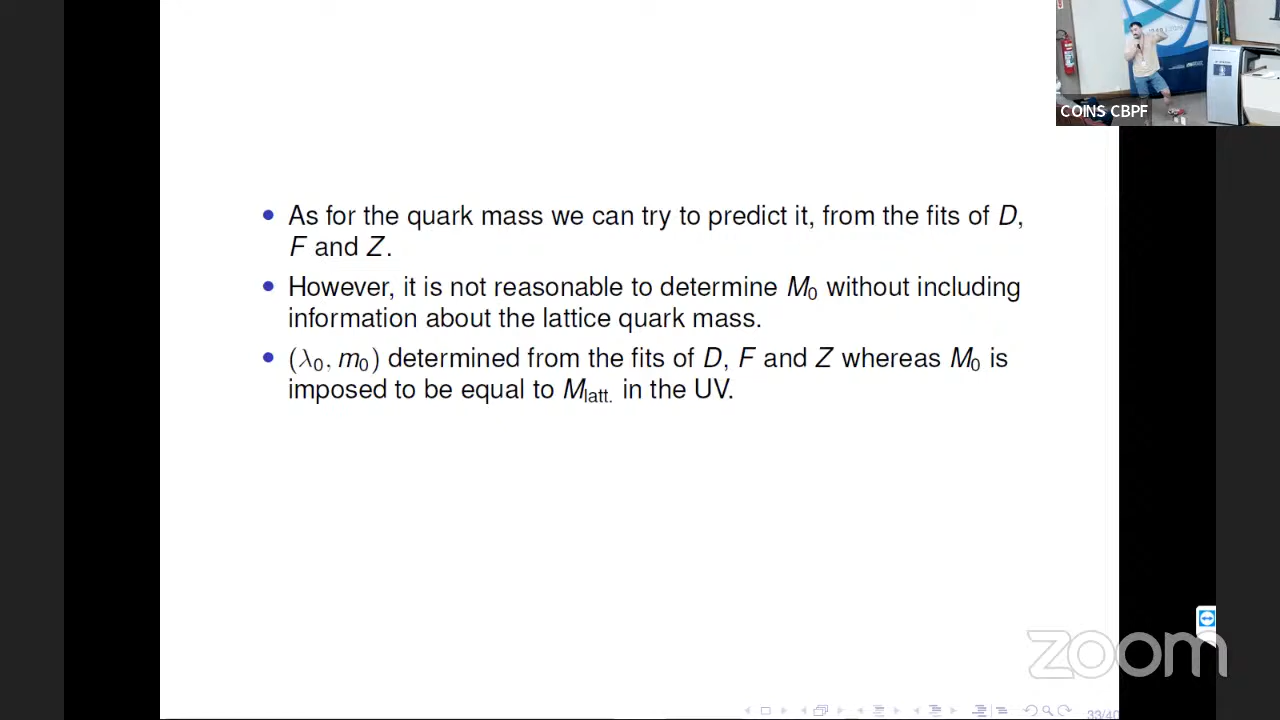 COINS CBPF
• As for the quark mass we can try to predict it, from the fits of D,
F and Z.
• However, it is not reasonable to determine M₀ without including
information about the lattice quark mass.
• (λ₀, m₀) determined from the fits of D, F and Z whereas M₀ is
imposed to be equal to Mlatt. in the UV.
zoom
33/40